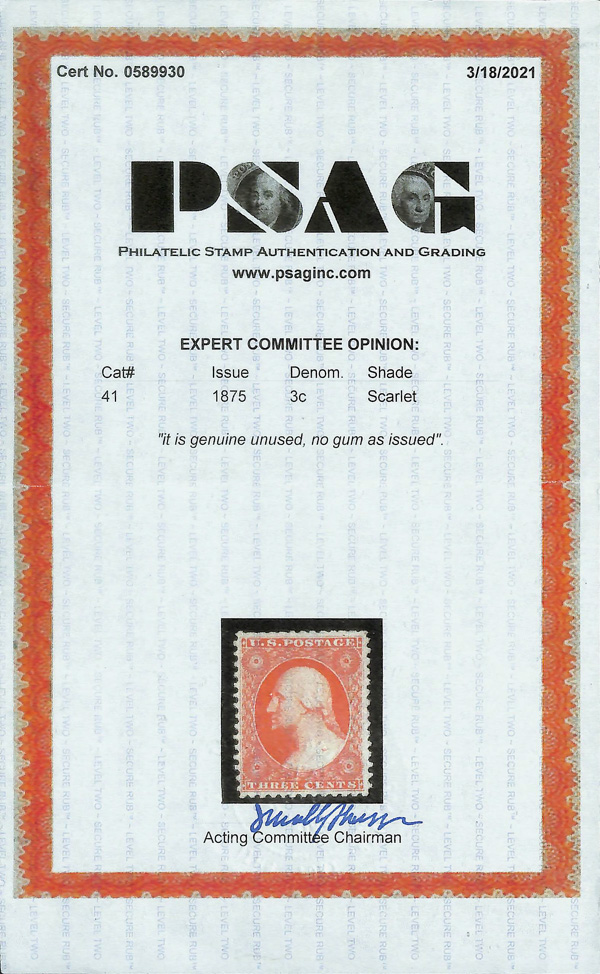 Cert No. 0589930 3/18/2021
PSAG
PHILATELIC STAMP AUTHENTICATION AND GRADING
www.psaginc.com
EXPERT COMMITTEE OPINION:
Cat# Issue Denom. Shade
41 1875 3c Scarlet
"it is genuine unused, no gum as issued".
U.S. POSTAGE
THREE CENTS
Acting Committee Chairman